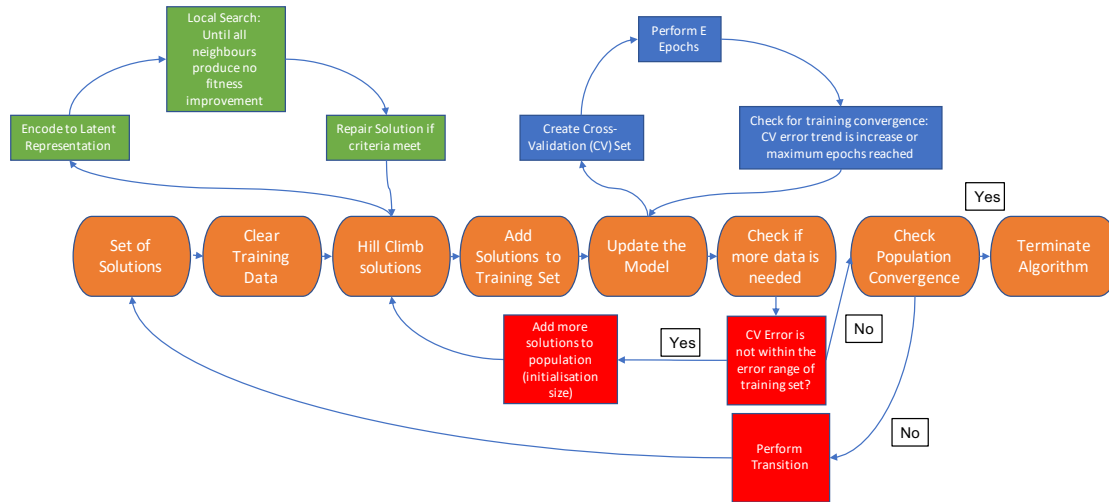 Local Search:
Until all
neighbours
produce no
fitness
improvement
Encode to Latent
Representation
Repair Solution if
criteria meet
Perform E
Epochs
Create Cross-
Validation (CV) Set
Check for training convergence:
CV error trend is increase or
maximum epochs reached
Yes
Set of
Solutions
Clear
Training
Data
Hill Climb
solutions
Add
Solutions to
Training Set
Update the
Model
Check if
more data is
needed
Check
Population
Convergence
Terminate
Algorithm
Add more
solutions to
population
(initialisation
size)
Yes
CV Error is
not within the
error range of
training set?
No
No
Perform
Transition